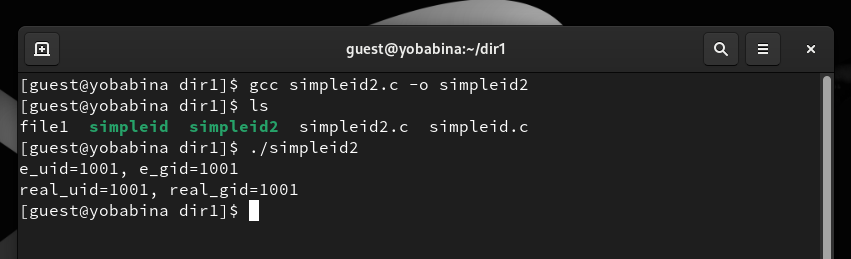 guest@yobabina:~/dir1
[guest@yobabina dir1]$ gcc simpleid2.c -o simpleid2
[guest@yobabina dir1]$ ls
file1  simpleid  simpleid2  simpleid2.c  simpleid.c
[guest@yobabina dir1]$ ./simpleid2
e_uid=1001, e_gid=1001
real_uid=1001, real_gid=1001
[guest@yobabina dir1]$